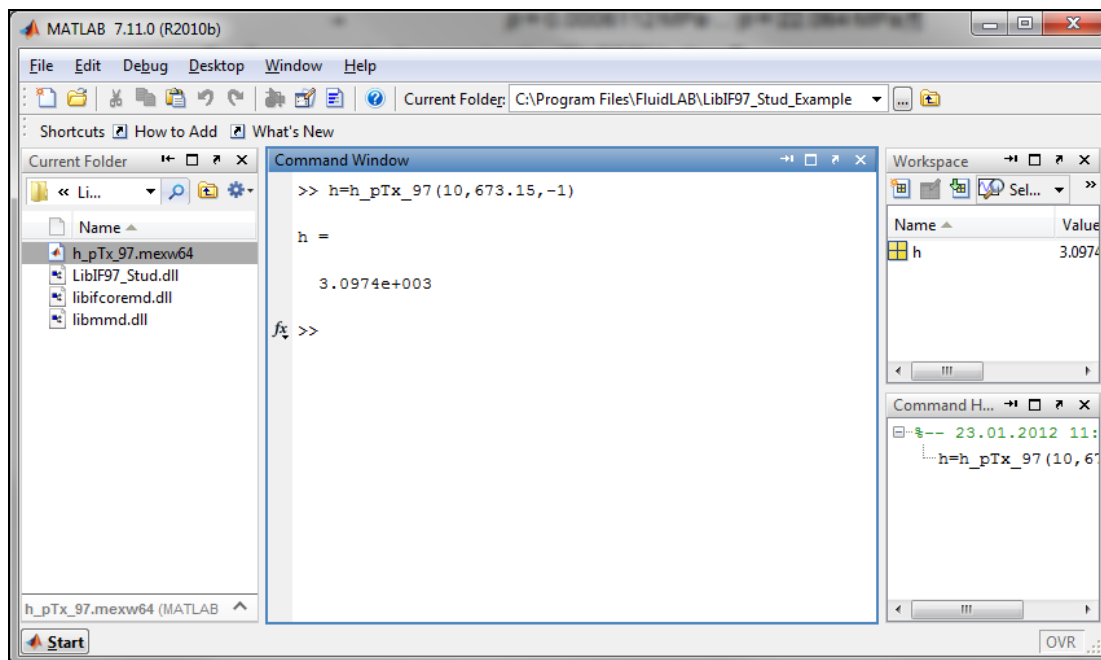 MATLAB 7.11.0 (R2010b)
File Edit Debug Desktop Window Help
Current Folder: C:\Program Files\FluidLAB\LibIF97_Stud_Example
Shortcuts How to Add What's New
Current Folder
« Li...
Name
h_pTx_97.mexw64
LibIF97_Stud.dll
libifcoremd.dll
libmmd.dll
h_pTx_97.mexw64 (MATLAB
Command Window
>> h=h_pTx_97(10,673.15,-1)
h =
3.0974e+003
fx >>
Workspace
Sel... »
Name Value
h 3.0974
Command H...
%-- 23.01.2012 11:
h=h_pTx_97(10,67
Start
OVR